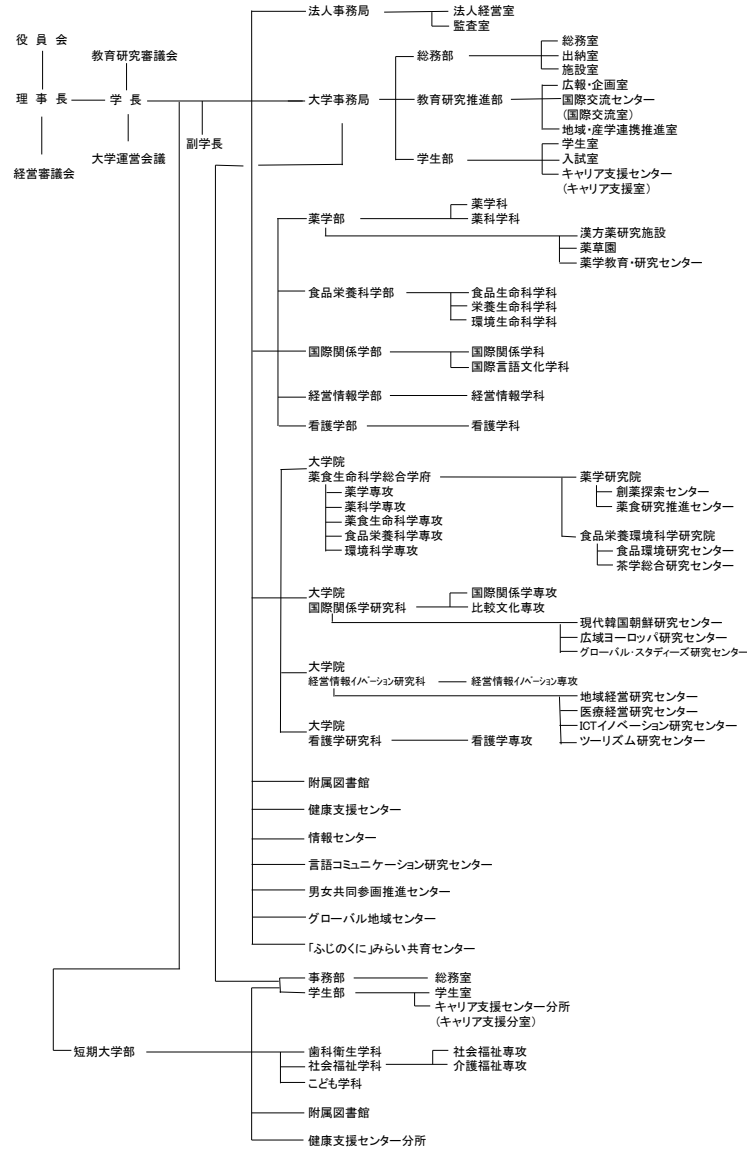 法人事務局 法人経営室
監査室
役員会
教育研究審議会
理事長 学長
副学長
経営審議会 大学運営会議
大学事務局
総務部 総務室
出納室
施設室
教育研究推進部 広報・企画室
国際交流センター
(国際交流室)
地域・産学連携推進室
学生部 学生室
入試室
キャリア支援センター
(キャリア支援室)
薬学部 薬学科
薬科学科
漢方薬研究施設
薬草園
薬学教育・研究センター
食品栄養科学部 食品生命科学科
栄養生命科学科
環境生命科学科
国際関係学部 国際関係学科
国際言語文化学科
経営情報学部 経営情報学科
看護学部 看護学科
大学院
薬食生命科学総合学府 薬学研究院
薬学専攻 創薬探索センター
薬科学専攻 薬食研究推進センター
薬食生命科学専攻
食品栄養科学専攻 食品栄養環境科学研究院
環境科学専攻 食品環境研究センター
茶学総合研究センター
大学院 国際関係学専攻
国際関係学研究科 比較文化専攻
現代韓国朝鮮研究センター
広域ヨーロッパ研究センター
グローバル・スタディーズ研究センター
大学院
経営情報イノベーション研究科 経営情報イノベーション専攻
地域経営研究センター
医療経営研究センター
ICTイノベーション研究センター
ツーリズム研究センター
大学院
看護学研究科 看護学専攻
附属図書館
健康支援センター
情報センター
言語コミュニケーション研究センター
男女共同参画推進センター
グローバル地域センター
「ふじのくに」みらい共育センター
事務部 総務室
学生部 学生室
キャリア支援センター分所
(キャリア支援分室)
短期大学部 歯科衛生学科
社会福祉学科 社会福祉専攻
介護福祉専攻
こども学科
附属図書館
健康支援センター分所